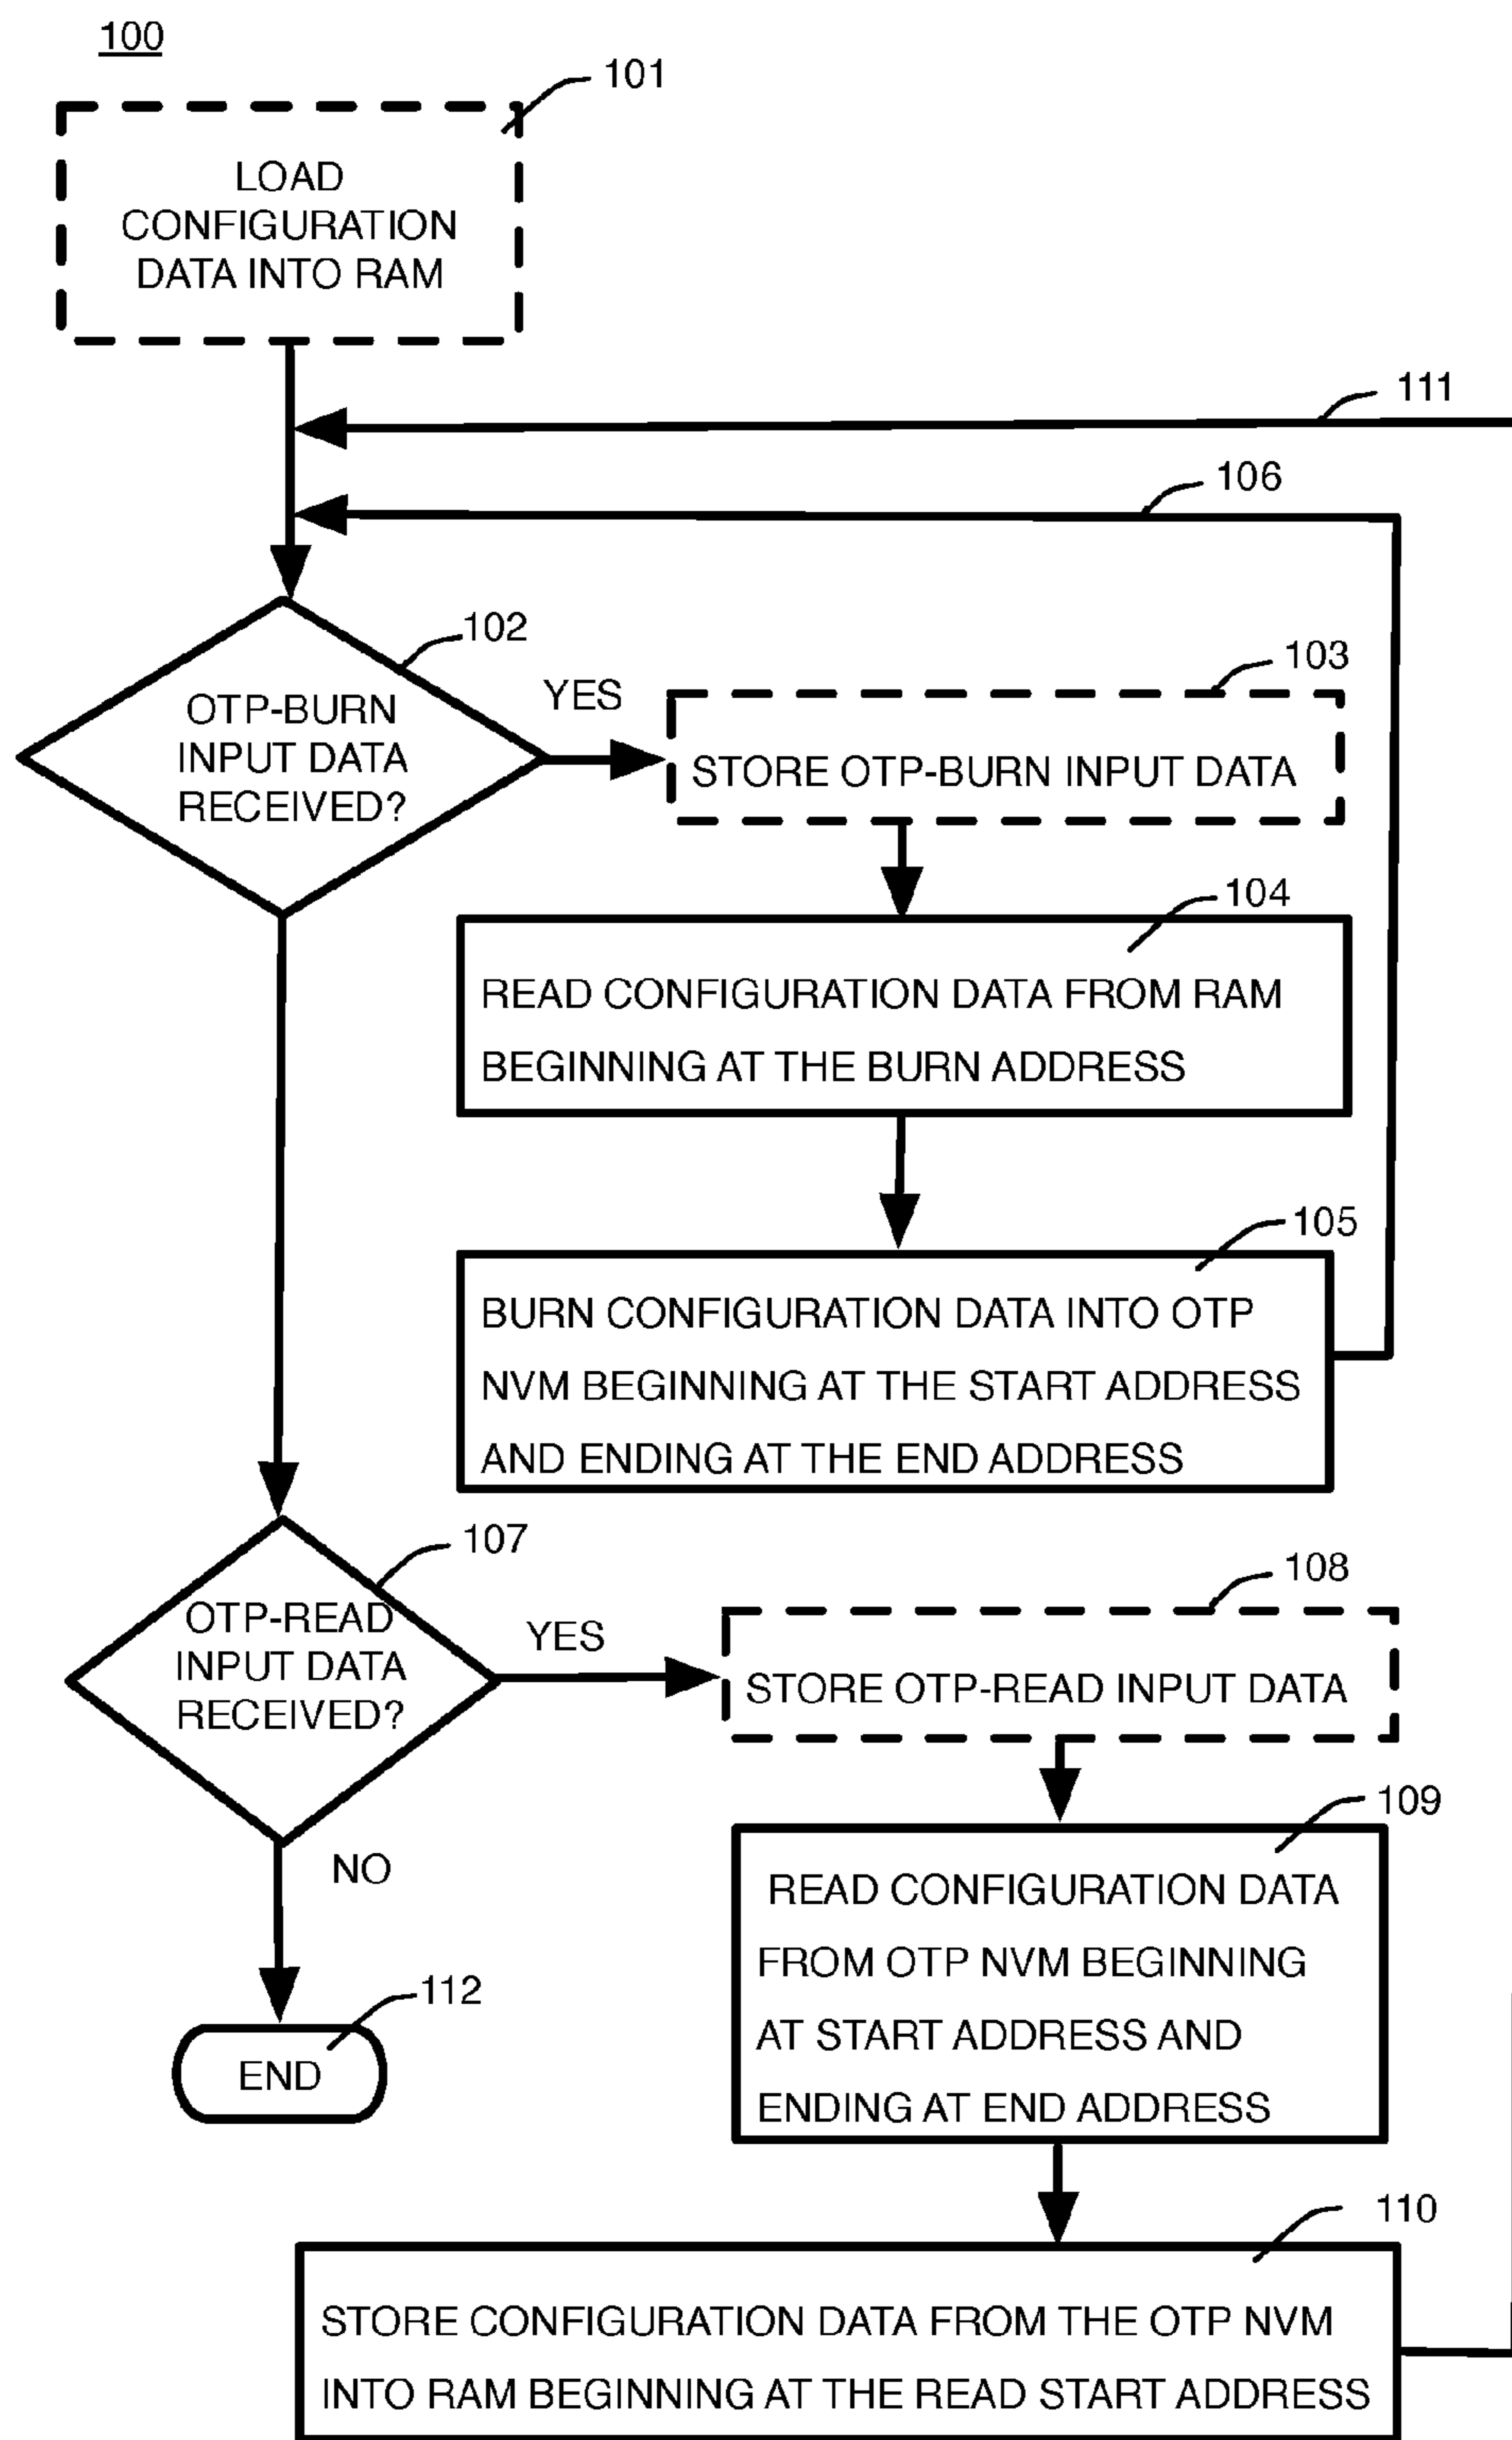 100
101
LOAD
CONFIGURATION
DATA INTO RAM
111
106
102
OTP-BURN
INPUT DATA
RECEIVED?
YES
103
STORE OTP-BURN INPUT DATA
104
READ CONFIGURATION DATA FROM RAM
BEGINNING AT THE BURN ADDRESS
105
BURN CONFIGURATION DATA INTO OTP
NVM BEGINNING AT THE START ADDRESS
AND ENDING AT THE END ADDRESS
107
OTP-READ
INPUT DATA
RECEIVED?
YES
108
STORE OTP-READ INPUT DATA
NO
109
READ CONFIGURATION DATA
FROM OTP NVM BEGINNING
AT START ADDRESS AND
ENDING AT END ADDRESS
112
END
110
STORE CONFIGURATION DATA FROM THE OTP NVM
INTO RAM BEGINNING AT THE READ START ADDRESS